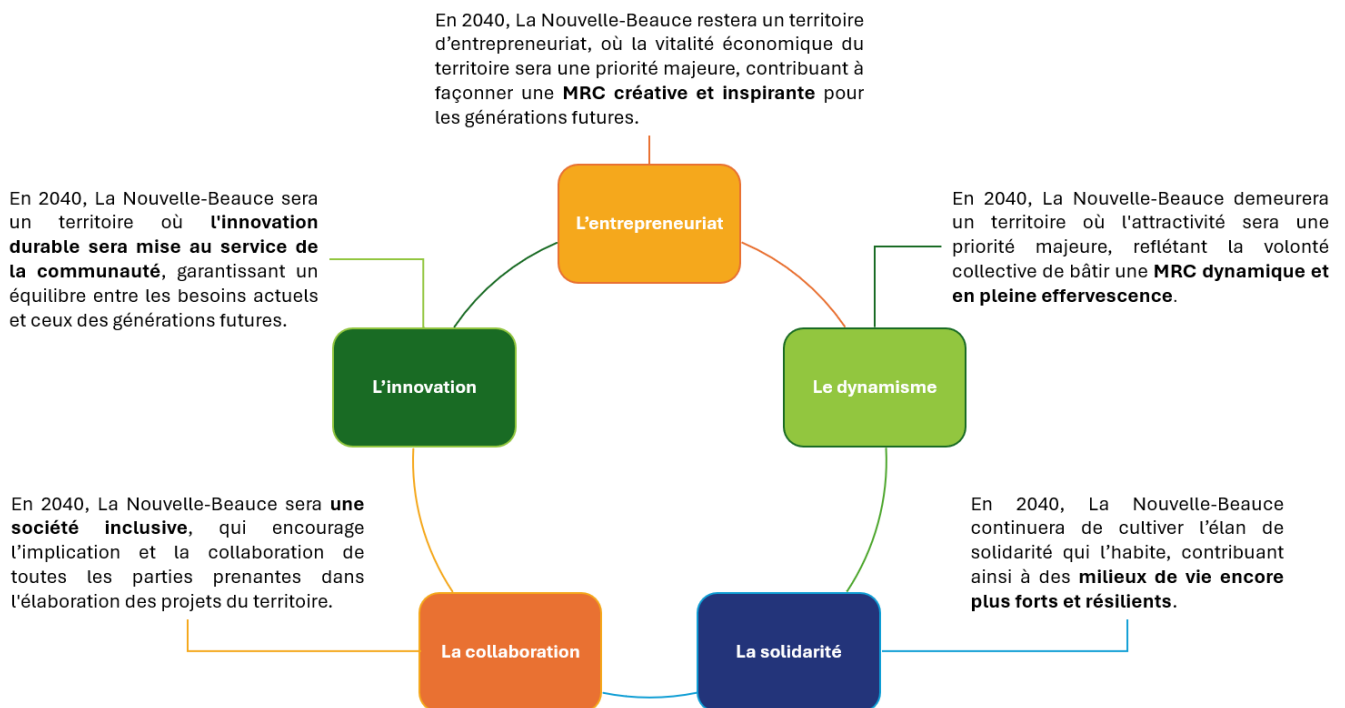 En 2040, La Nouvelle-Beauce restera un territoire
d’entrepreneuriat, où la vitalité économique du
territoire sera une priorité majeure, contribuant à
façonner une MRC créative et inspirante pour
les générations futures.
L’entrepreneuriat
En 2040, La Nouvelle-Beauce sera
un territoire où l'innovation
durable sera mise au service de
la communauté, garantissant un
équilibre entre les besoins actuels
et ceux des générations futures.
En 2040, La Nouvelle-Beauce demeurera
un territoire où l'attractivité sera une
priorité majeure, reflétant la volonté
collective de bâtir une MRC dynamique et
en pleine effervescence.
L’innovation
Le dynamisme
En 2040, La Nouvelle-Beauce sera une
société inclusive, qui encourage
l’implication et la collaboration de
toutes les parties prenantes dans
l'élaboration des projets du territoire.
En 2040, La Nouvelle-Beauce
continuera de cultiver l’élan de
solidarité qui l’habite, contribuant
ainsi à des milieux de vie encore
plus forts et résilients.
La collaboration
La solidarité